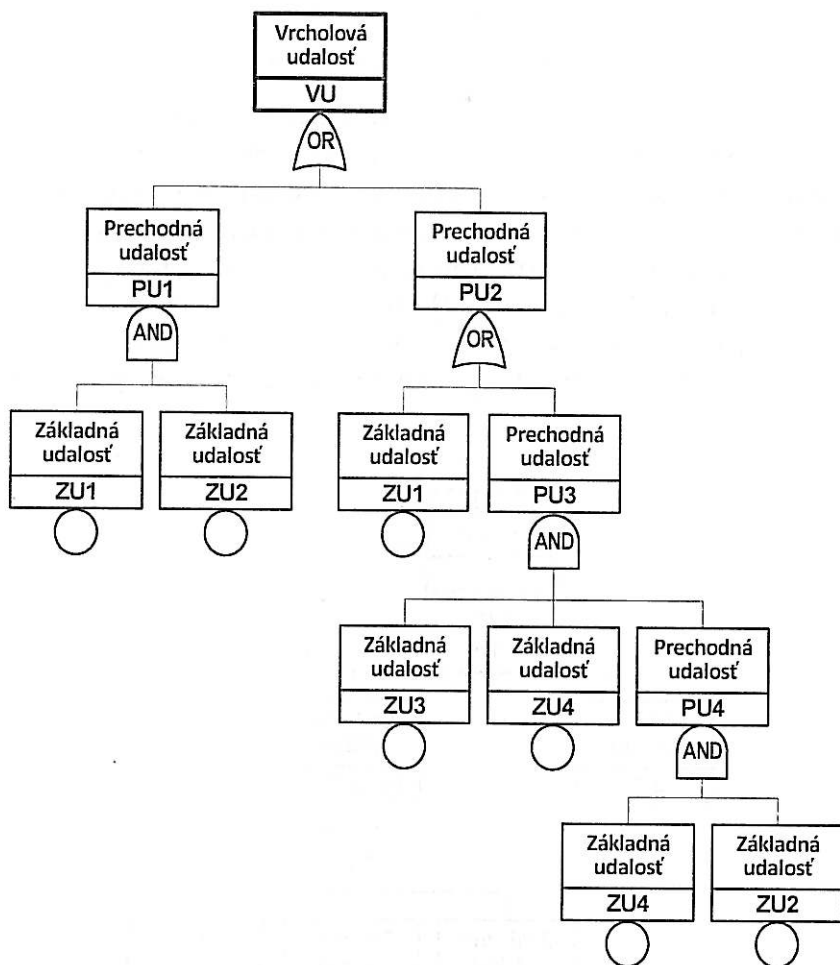 Vrcholová
udalosť
VU
OR
Prechodná
udalosť
PU1
AND
Prechodná
udalosť
PU2
OR
Základná
udalosť
ZU1
Základná
udalosť
ZU2
Základná
udalosť
ZU1
Prechodná
udalosť
PU3
AND
Základná
udalosť
ZU3
Základná
udalosť
ZU4
Prechodná
udalosť
PU4
AND
Základná
udalosť
ZU4
Základná
udalosť
ZU2